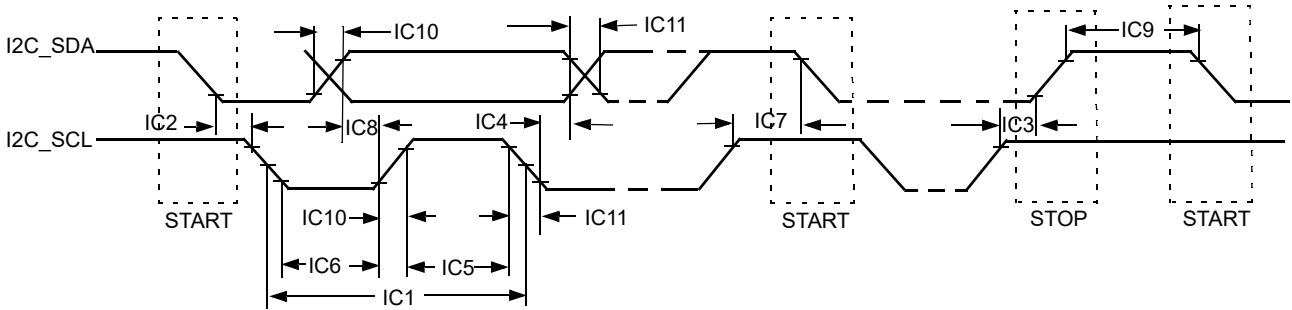 IC10
IC11
IC9
I2C_SDA
IC2
IC8
IC4
IC7
IC3
I2C_SCL
START
IC10
IC11
START
STOP
START
IC6
IC5
IC1